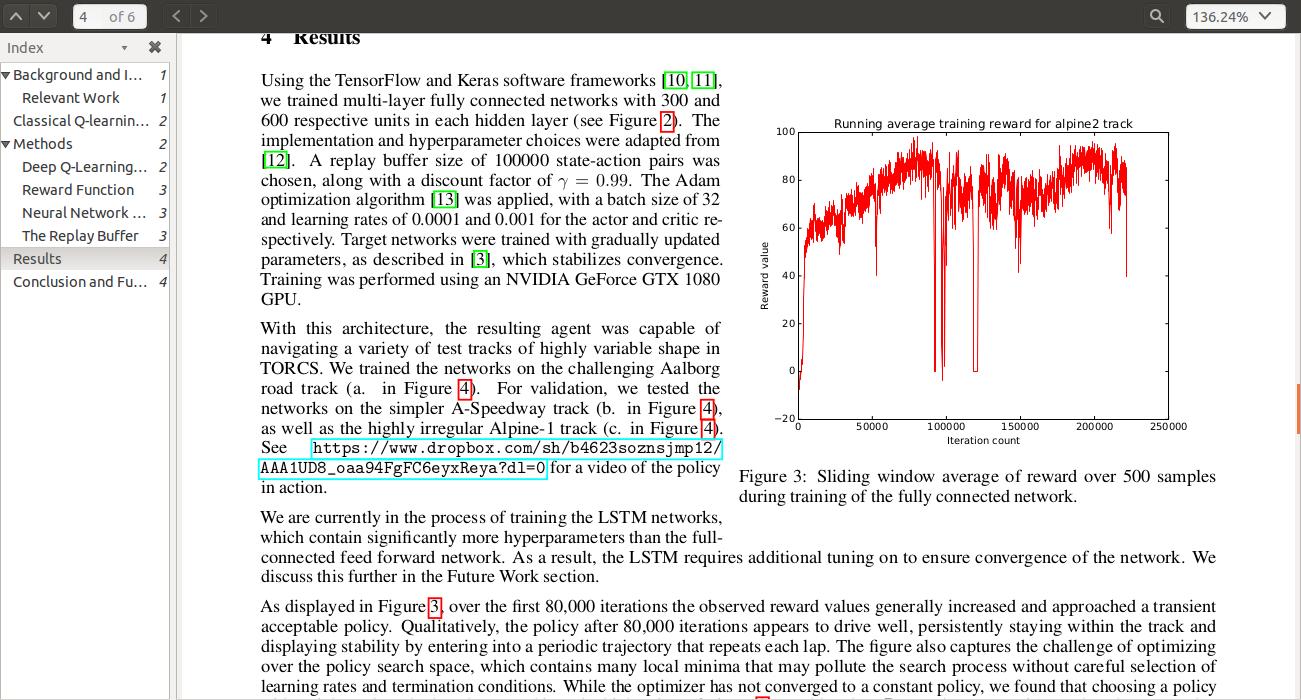 4 of 6
136.24%
Index
Background and I... 1
Relevant Work 1
Classical Q-learnin... 2
Methods 2
Deep Q-Learning... 2
Reward Function 3
Neural Network ... 3
The Replay Buffer 3
Results 4
Conclusion and Fu... 4
4 Results
Using the TensorFlow and Keras software frameworks [10, 11],
we trained multi-layer fully connected networks with 300 and
600 respective units in each hidden layer (see Figure 2). The
implementation and hyperparameter choices were adapted from
[12]. A replay buffer size of 100000 state-action pairs was
chosen, along with a discount factor of γ = 0.99. The Adam
optimization algorithm [13] was applied, with a batch size of 32
and learning rates of 0.0001 and 0.001 for the actor and critic re-
spectively. Target networks were trained with gradually updated
parameters, as described in [3], which stabilizes convergence.
Training was performed using an NVIDIA GeForce GTX 1080
GPU.
With this architecture, the resulting agent was capable of
navigating a variety of test tracks of highly variable shape in
TORCS. We trained the networks on the challenging Aalborg
road track (a. in Figure 4). For validation, we tested the
networks on the simpler A-Speedway track (b. in Figure 4),
as well as the highly irregular Alpine-1 track (c. in Figure 4).
See https://www.dropbox.com/sh/b4623soznsjmp12/
AAA1UD8_oaa94FgFC6eyxReya?dl=0 for a video of the policy
in action.
Running average training reward for alpine2 track
100
80
60
40
20
0
−20
Reward value
0 50000 100000 150000 200000 250000
Iteration count
Figure 3: Sliding window average of reward over 500 samples
during training of the fully connected network.
We are currently in the process of training the LSTM networks,
which contain significantly more hyperparameters than the full-
connected feed forward network. As a result, the LSTM requires additional tuning on to ensure convergence of the network. We
discuss this further in the Future Work section.
As displayed in Figure 3, over the first 80,000 iterations the observed reward values generally increased and approached a transient
acceptable policy. Qualitatively, the policy after 80,000 iterations appears to drive well, persistently staying within the track and
displaying stability by entering into a periodic trajectory that repeats each lap. The figure also captures the challenge of optimizing
over the policy search space, which contains many local minima that may pollute the search process without careful selection of
learning rates and termination conditions. While the optimizer has not converged to a constant policy, we found that choosing a policy